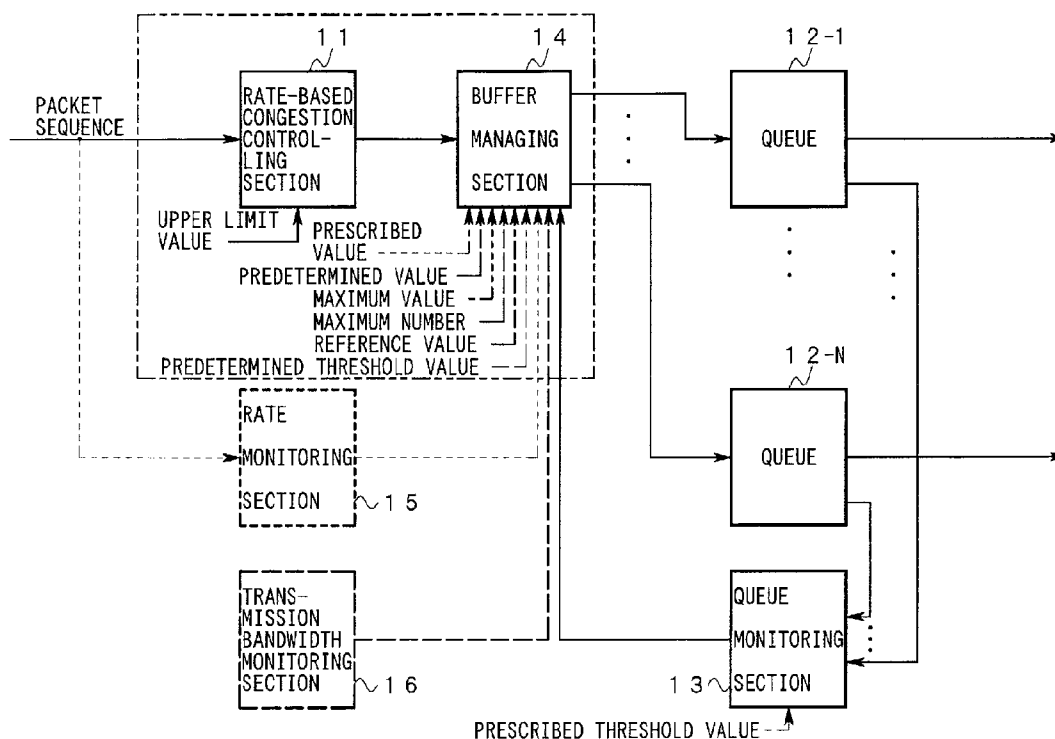 11
14
12-1
PACKET
SEQUENCE
RATE-BASED
CONGESTION
CONTROL-
LING
SECTION
BUFFER
MANAGING
SECTION
QUEUE
UPPER LIMIT
VALUE
PRESCRIBED
VALUE
PREDETERMINED VALUE
MAXIMUM VALUE
MAXIMUM NUMBER
REFERENCE VALUE
PREDETERMINED THRESHOLD VALUE
12-N
QUEUE
RATE
MONITORING
SECTION
15
TRANS-
MISSION
BANDWIDTH
MONITORING
SECTION
16
QUEUE
MONITORING
SECTION
13
PRESCRIBED THRESHOLD VALUE